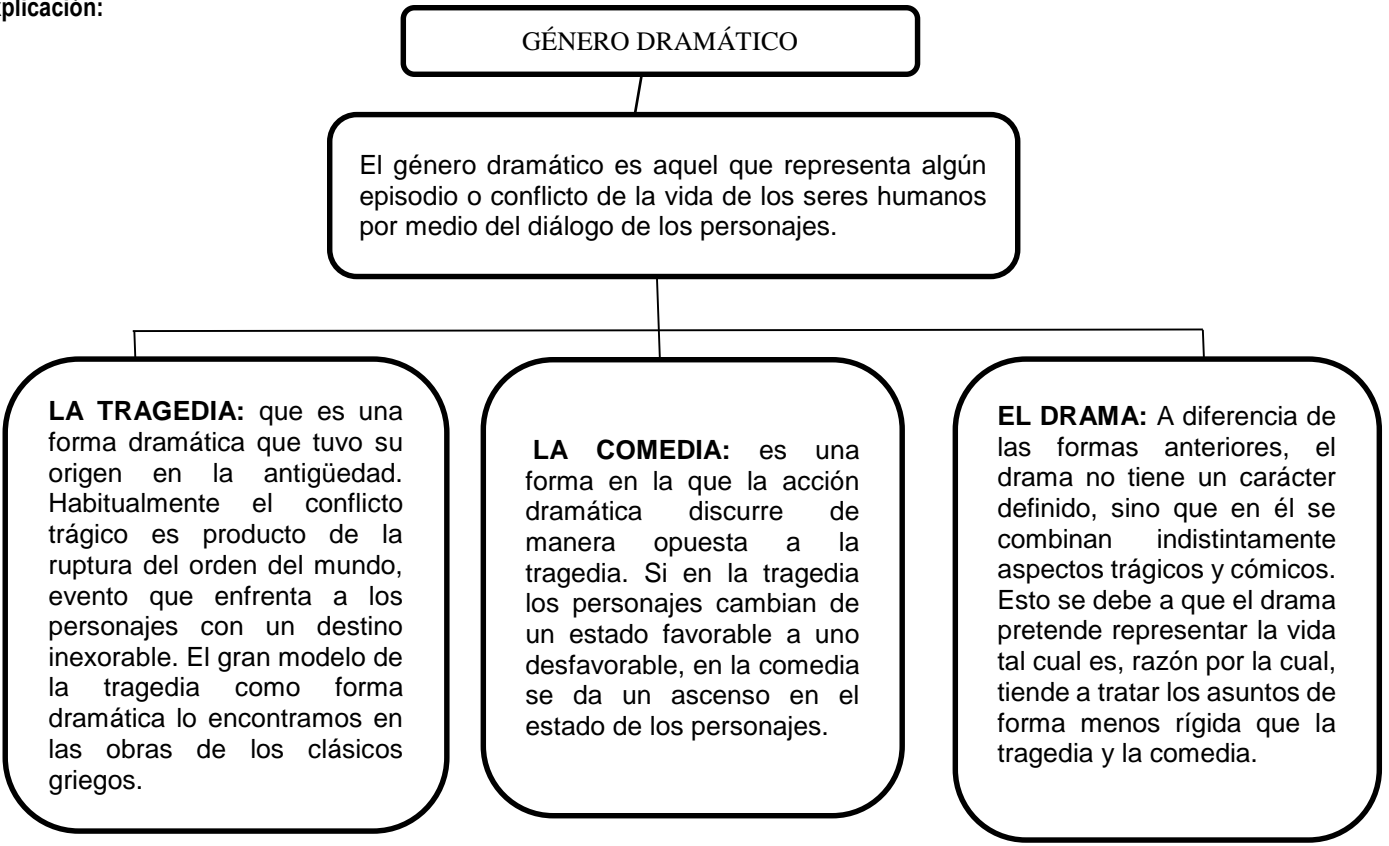 xplicación:
GÉNERO DRAMÁTICO
El género dramático es aquel que representa algún
episodio o conflicto de la vida de los seres humanos
por medio del diálogo de los personajes.
LA TRAGEDIA: que es una
forma dramática que tuvo su
origen en la antigüedad.
Habitualmente el conflicto
trágico es producto de la
ruptura del orden del mundo,
evento que enfrenta a los
personajes con un destino
inexorable. El gran modelo de
la tragedia como forma
dramática lo encontramos en
las obras de los clásicos
griegos.
LA COMEDIA: es una
forma en la que la acción
dramática discurre de
manera opuesta a la
tragedia. Si en la tragedia
los personajes cambian de
un estado favorable a uno
desfavorable, en la comedia
se da un ascenso en el
estado de los personajes.
EL DRAMA: A diferencia de
las formas anteriores, el
drama no tiene un carácter
definido, sino que en él se
combinan indistintamente
aspectos trágicos y cómicos.
Esto se debe a que el drama
pretende representar la vida
tal cual es, razón por la cual,
tiende a tratar los asuntos de
forma menos rígida que la
tragedia y la comedia.